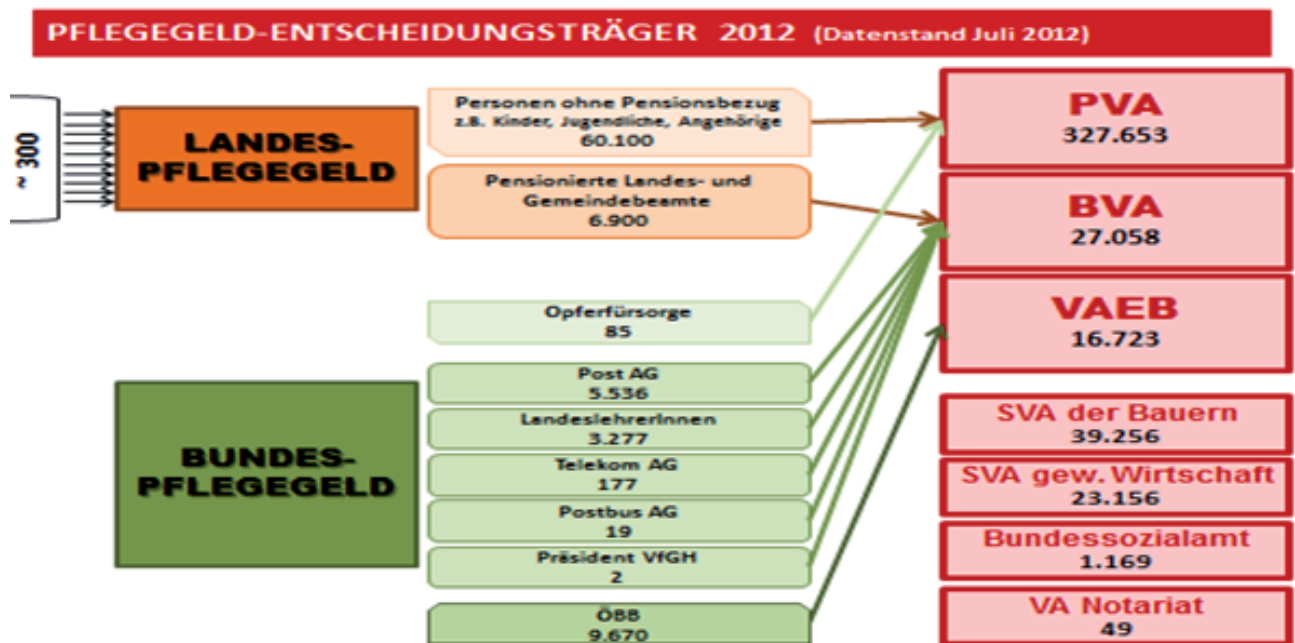 PFLEGEGELD-ENTSCHEIDUNGSTRÄGER 2012 (Datenstand Juli 2012)
~ 300
LANDES-
PFLEGEGELD
Personen ohne Pensionsbezug
z.B. Kinder, Jugendliche, Angehörige
60.100
Pensionierte Landes- und
Gemeindebeamte
6.900
Opferfürsorge
85
BUNDES-
PFLEGEGELD
Post AG
5.536
LandeslehrerInnen
3.277
Telekom AG
177
Postbus AG
19
Präsident VfGH
2
ÖBB
9.670
PVA
327.653
BVA
27.058
VAEB
16.723
SVA der Bauern
39.256
SVA gew. Wirtschaft
23.156
Bundessozialamt
1.169
VA Notariat
49